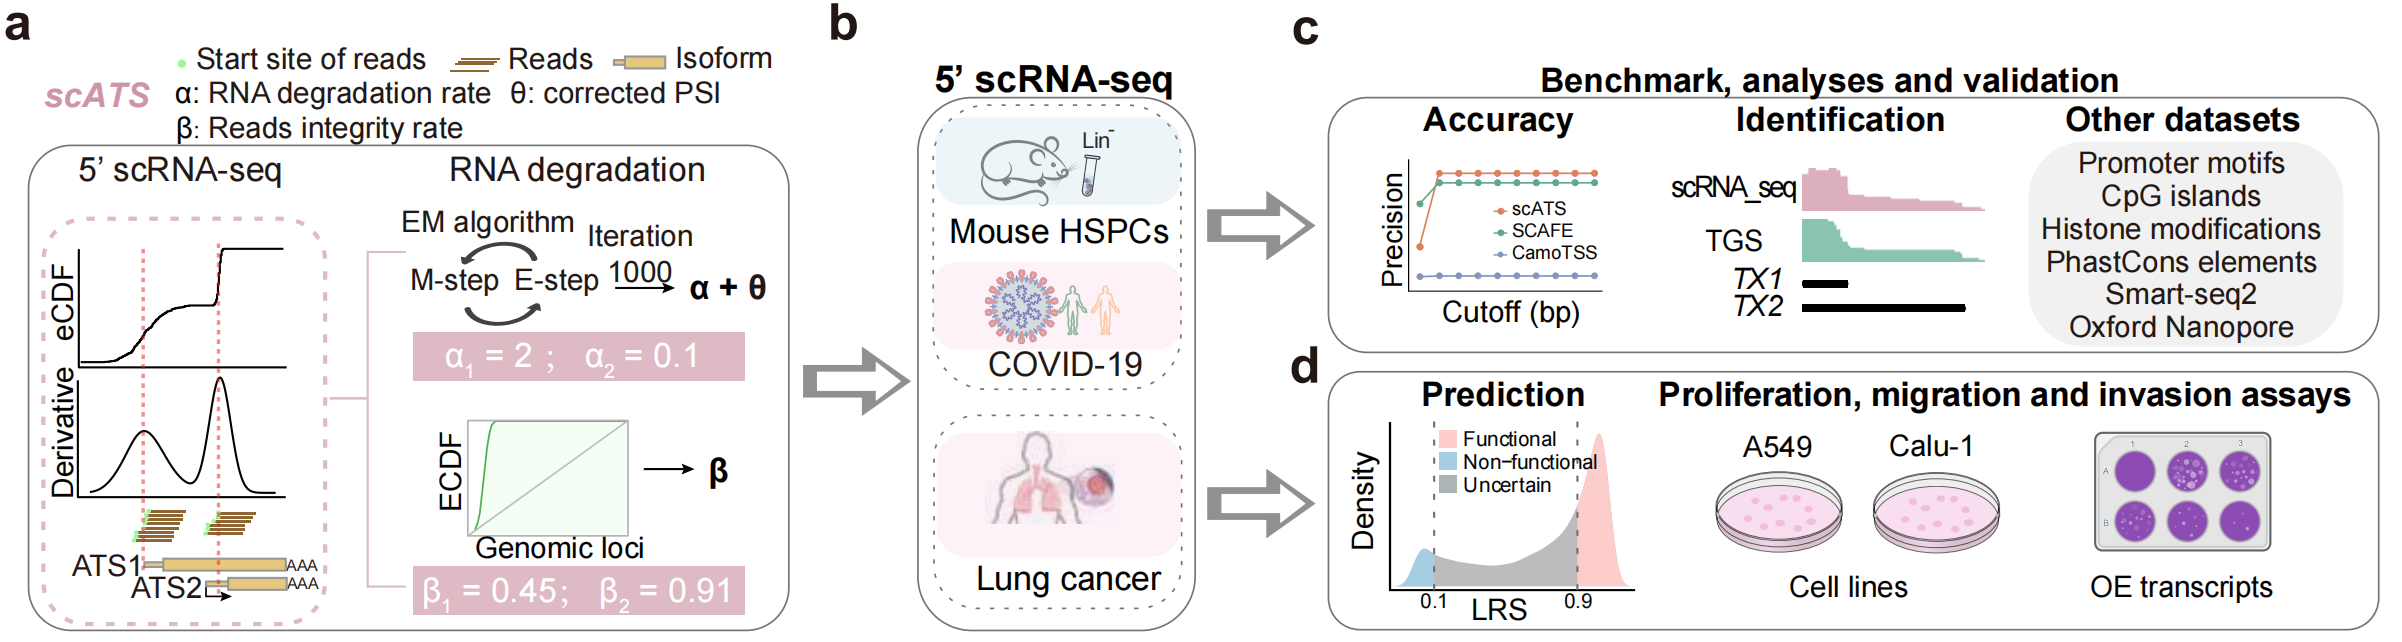 a
scATS
Start site of reads
Reads
Isoform
α: RNA degradation rate θ: corrected PSI
β: Reads integrity rate
5’ scRNA-seq
eCDF
Derivative
ATS1
AAA
ATS2
AAA
RNA degradation
EM algorithm
M-step E-step
Iteration
1000
α + θ
α1 = 2 ; α2 = 0.1
ECDF
Genomic loci
β
β1 = 0.45; β2 = 0.91
b
5’ scRNA-seq
Lin-
Mouse HSPCs
COVID-19
Lung cancer
c
Benchmark, analyses and validation
Accuracy
Precision
scATS
SCAFE
CamoTSS
Cutoff (bp)
Identification
scRNA_seq
TGS
TX1
TX2
Other datasets
Promoter motifs
CpG islands
Histone modifications
PhastCons elements
Smart-seq2
Oxford Nanopore
d
Prediction
Density
Functional
Non-functional
Uncertain
0.1
LRS
0.9
Proliferation, migration and invasion assays
A549
Calu-1
Cell lines
1 2 3
A
B
OE transcripts